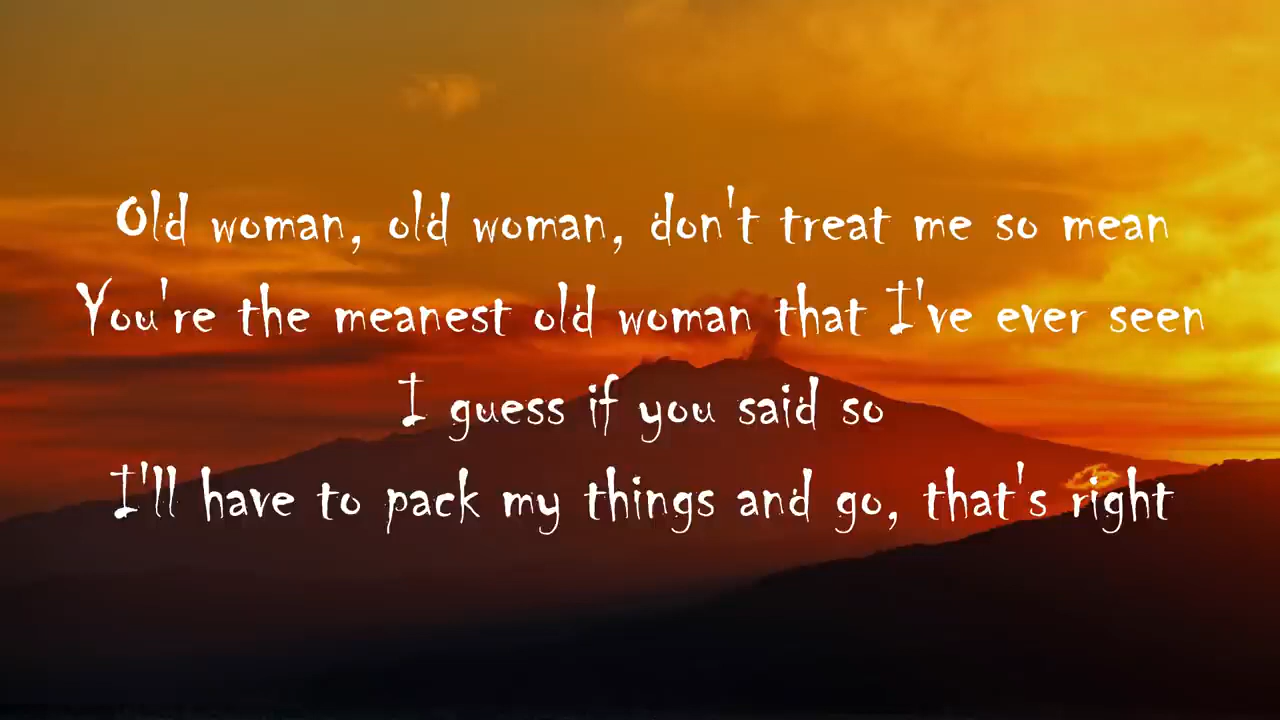 Old woman, old woman, don't treat me so mean
You're the meanest old woman that I've ever seen
I guess if you said so
I'll have to pack my things and go, that's right